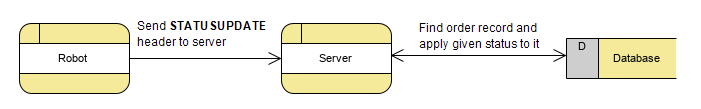 Send STATUSUPDATE
header to server
Find order record and
apply given status to it
Robot
Server
D
Database